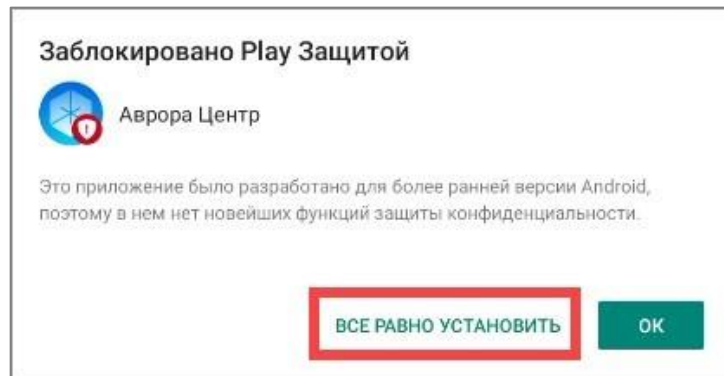 Заблокировано Play Защитой
Аврора Центр
Это приложение было разработано для более ранней версии Android,
поэтому в нем нет новейших функций защиты конфиденциальности.
ВСЕ РАВНО УСТАНОВИТЬ
ОК